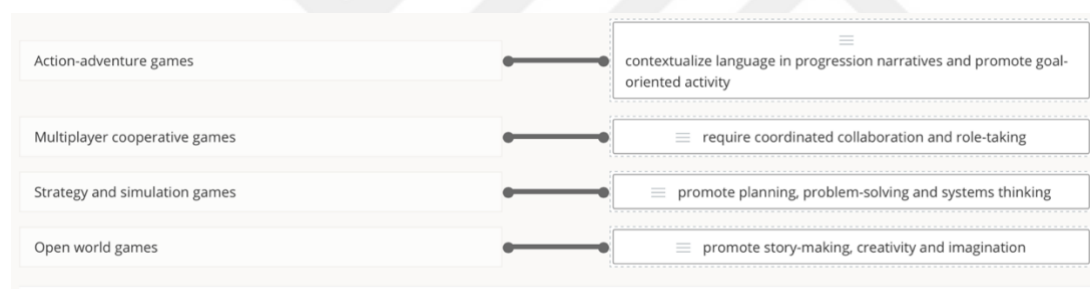 Action-adventure games
contextualize language in progression narratives and promote goal-
oriented activity
Multiplayer cooperative games
require coordinated collaboration and role-taking
Strategy and simulation games
promote planning, problem-solving and systems thinking
Open world games
promote story-making, creativity and imagination